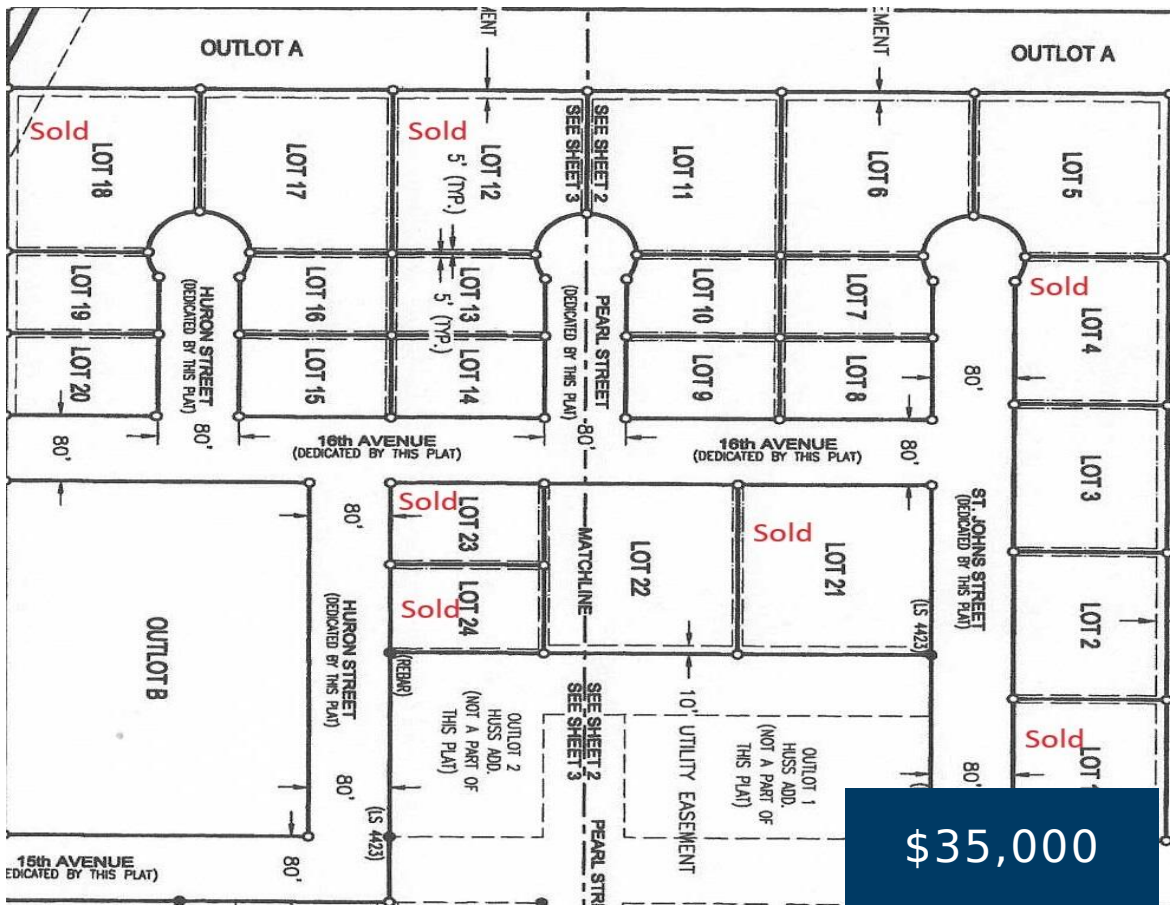 MENT
EMENT
OUTLOT A
OUTLOT A
Sold
LOT 18
LOT 17
Sold
LOT 12
5' (TYP.)
SEE SHEET 2
SEE SHEET 3
LOT 11
LOT 6
LOT 5
LOT 19
HURON STREET
(DEDICATED BY THIS PLAT)
LOT 16
LOT 13
5' (TYP.)
PEARL STREET
(DEDICATED BY THIS PLAT)
LOT 10
LOT 7
Sold
LOT 4
LOT 20
LOT 15
LOT 14
LOT 9
LOT 8
80'
80'
80'
16th AVENUE
(DEDICATED BY THIS PLAT)
80'
16th AVENUE
(DEDICATED BY THIS PLAT)
80'
LOT 3
80'
Sold
LOT 23
MATCHLINE
LOT 22
Sold
LOT 21
ST. JOHNS STREET
(DEDICATED BY THIS PLAT)
Sold
LOT 24
(LS 4423)
LOT 2
OUTLOT B
HURON STREET
(DEDICATED BY THIS PLAT)
(REBAR)
OUTLOT 2
HUSS ADD.
(NOT A PART OF
THIS PLAT)
SEE SHEET 2
SEE SHEET 3
10' UTILITY EASEMENT
OUTLOT 1
HUSS ADD.
(NOT A PART OF
THIS PLAT)
Sold
LOT
80'
80'
(LS 4423)
PEARL STR
15th AVENUE
DEDICATED BY THIS PLAT)
80'
$35,000